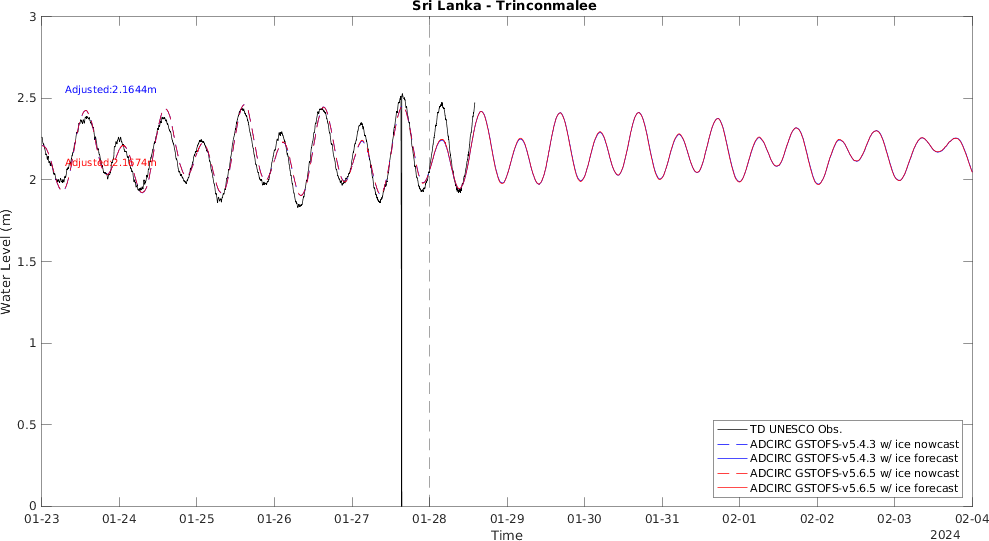 Sri Lanka - Trinconmalee
3
2.5
2
1.5
1
0.5
0
Water Level (m)
Adjusted:2.1644m
Adjusted:2.1574m
TD UNESCO Obs.
ADCIRC GSTOFS-v5.4.3 w/ ice nowcast
ADCIRC GSTOFS-v5.4.3 w/ ice forecast
ADCIRC GSTOFS-v5.6.5 w/ ice nowcast
ADCIRC GSTOFS-v5.6.5 w/ ice forecast
01-23 01-24 01-25 01-26 01-27 01-28 01-29 01-30 01-31 02-01 02-02 02-03 02-04
Time
2024